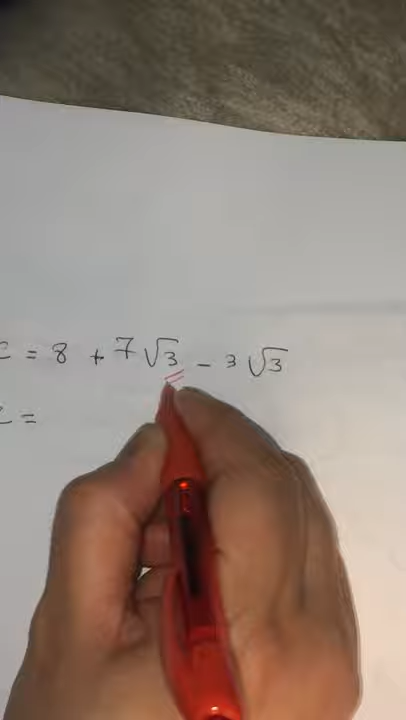 C = 8 + 7√3 - 3√3
C =